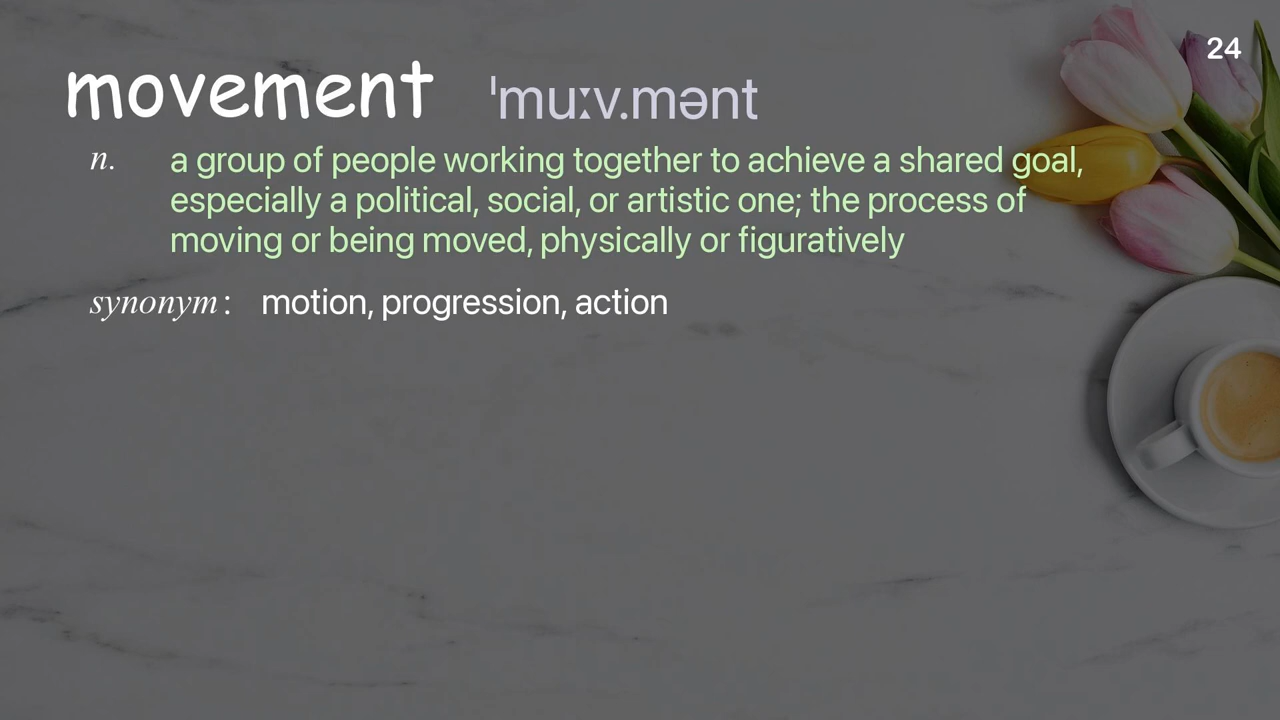 24
movement ˈmuːv.mənt
n. a group of people working together to achieve a shared goal,
especially a political, social, or artistic one; the process of
moving or being moved, physically or figuratively
synonym: motion, progression, action